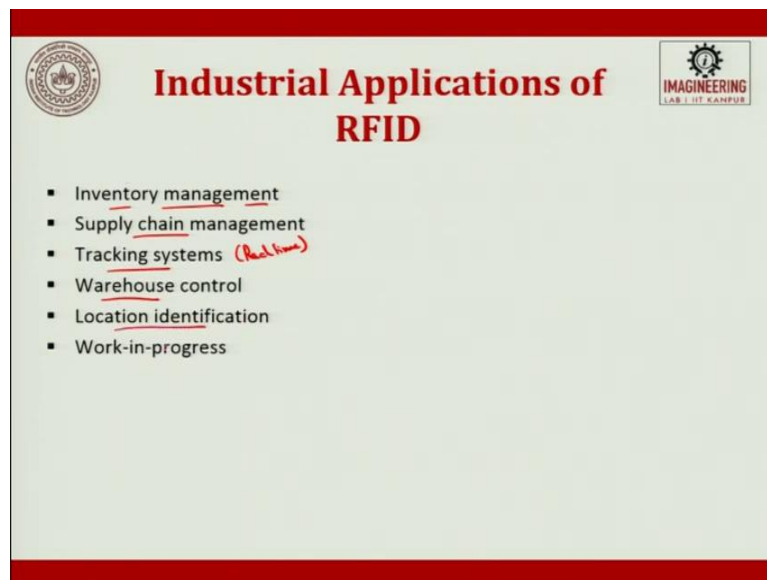 IMAGINEERING
LAB | IIT KANPUR
Industrial Applications of
RFID
▪ Inventory management
▪ Supply chain management
▪ Tracking systems (Real time)
▪ Warehouse control
▪ Location identification
▪ Work-in-progress